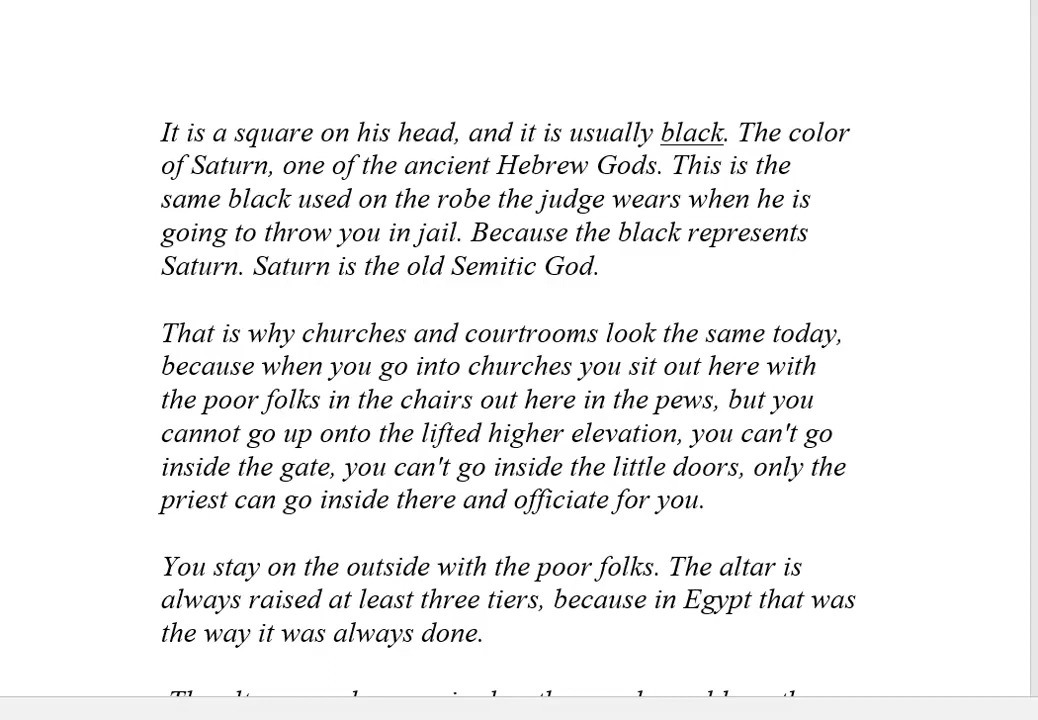 It is a square on his head, and it is usually black. The color
of Saturn, one of the ancient Hebrew Gods. This is the
same black used on the robe the judge wears when he is
going to throw you in jail. Because the black represents
Saturn. Saturn is the old Semitic God.
That is why churches and courtrooms look the same today,
because when you go into churches you sit out here with
the poor folks in the chairs out here in the pews, but you
cannot go up onto the lifted higher elevation, you can't go
inside the gate, you can't go inside the little doors, only the
priest can go inside there and officiate for you.
You stay on the outside with the poor folks. The altar is
always raised at least three tiers, because in Egypt that was
the way it was always done.